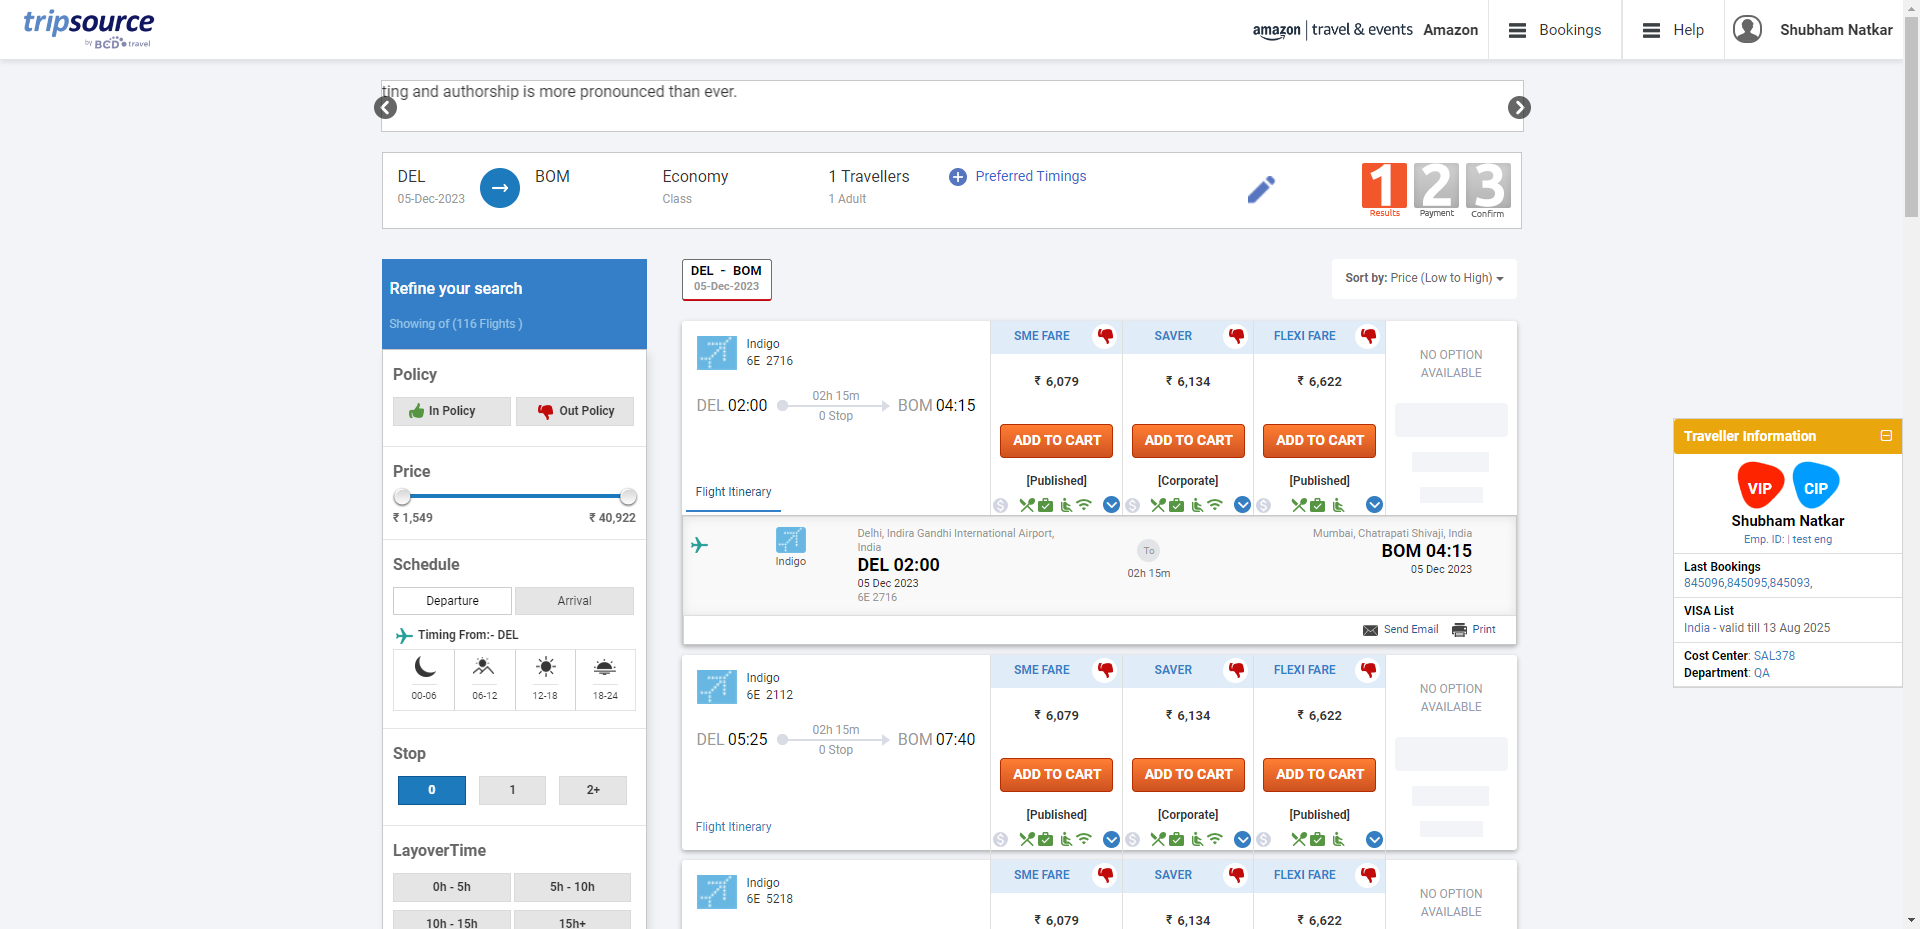 tripsource
by BCD travel
amazon | travel & events Amazon
Bookings
Help
Shubham Natkar
ting and authorship is more pronounced than ever.
DEL
05-Dec-2023
BOM
Economy
Class
1 Travellers
1 Adult
Preferred Timings
1 2 3
Results Payment Confirm
Refine your search
Showing of (116 Flights )
Policy
In Policy
Out Policy
Price
₹ 1,549
₹ 40,922
Schedule
Departure
Arrival
Timing From:- DEL
00-06
06-12
12-18
18-24
Stop
0
1
2+
LayoverTime
0h - 5h
5h - 10h
10h - 15h
15h+
DEL - BOM
05-Dec-2023
Sort by: Price (Low to High)
Indigo
6E 2716
DEL 02:00
02h 15m
0 Stop
BOM 04:15
Flight Itinerary
SME FARE
₹ 6,079
ADD TO CART
[Published]
SAVER
₹ 6,134
ADD TO CART
[Corporate]
FLEXI FARE
₹ 6,622
ADD TO CART
[Published]
NO OPTION
AVAILABLE
Indigo
Delhi, Indira Gandhi International Airport,
India
DEL 02:00
05 Dec 2023
6E 2716
To
02h 15m
Mumbai, Chatrapati Shivaji, India
BOM 04:15
05 Dec 2023
Send Email
Print
Indigo
6E 2112
DEL 05:25
02h 15m
0 Stop
BOM 07:40
Flight Itinerary
SME FARE
₹ 6,079
ADD TO CART
[Published]
SAVER
₹ 6,134
ADD TO CART
[Corporate]
FLEXI FARE
₹ 6,622
ADD TO CART
[Published]
NO OPTION
AVAILABLE
Indigo
6E 5218
SME FARE
₹ 6,079
SAVER
₹ 6,134
FLEXI FARE
₹ 6,622
NO OPTION
AVAILABLE
Traveller Information
VIP
CIP
Shubham Natkar
Emp. ID: | test eng
Last Bookings
845096,845095,845093,
VISA List
India - valid till 13 Aug 2025
Cost Center: SAL378
Department: QA